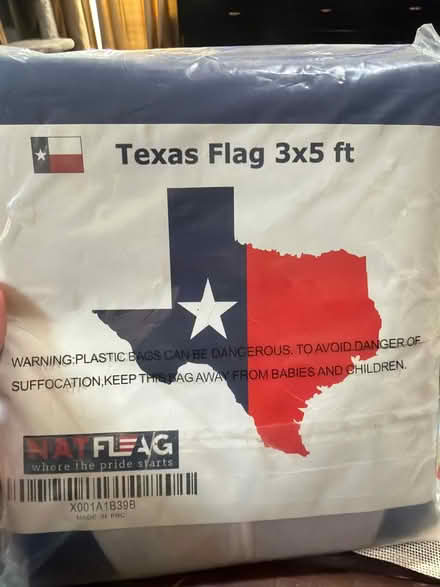 Texas Flag 3x5 ft
WARNING:PLASTIC BAGS CAN BE DANGEROUS. TO AVOID DANGER OF
SUFFOCATION,KEEP THIS BAG AWAY FROM BABIES AND CHILDREN.
NATFLAG
where the pride starts
X001A1B39B
MADE IN PRC